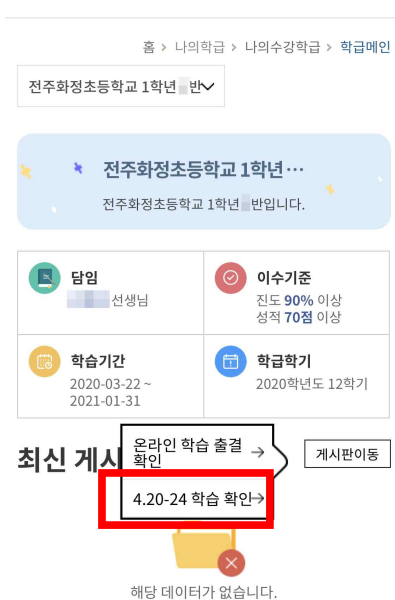 홈 > 나의학급 > 나의수강학급 > 학급메인
전주화정초등학교 1학년 반
전주화정초등학교 1학년 …
전주화정초등학교 1학년 반입니다.
담임
선생님
이수기준
진도 90% 이상
성적 70점 이상
학습기간
2020-03-22 ~
2021-01-31
학급학기
2020학년도 12학기
최신 게시
온라인 학습 출결 →
확인
게시판이동
4.20-24 학습 확인→
해당 데이터가 없습니다.